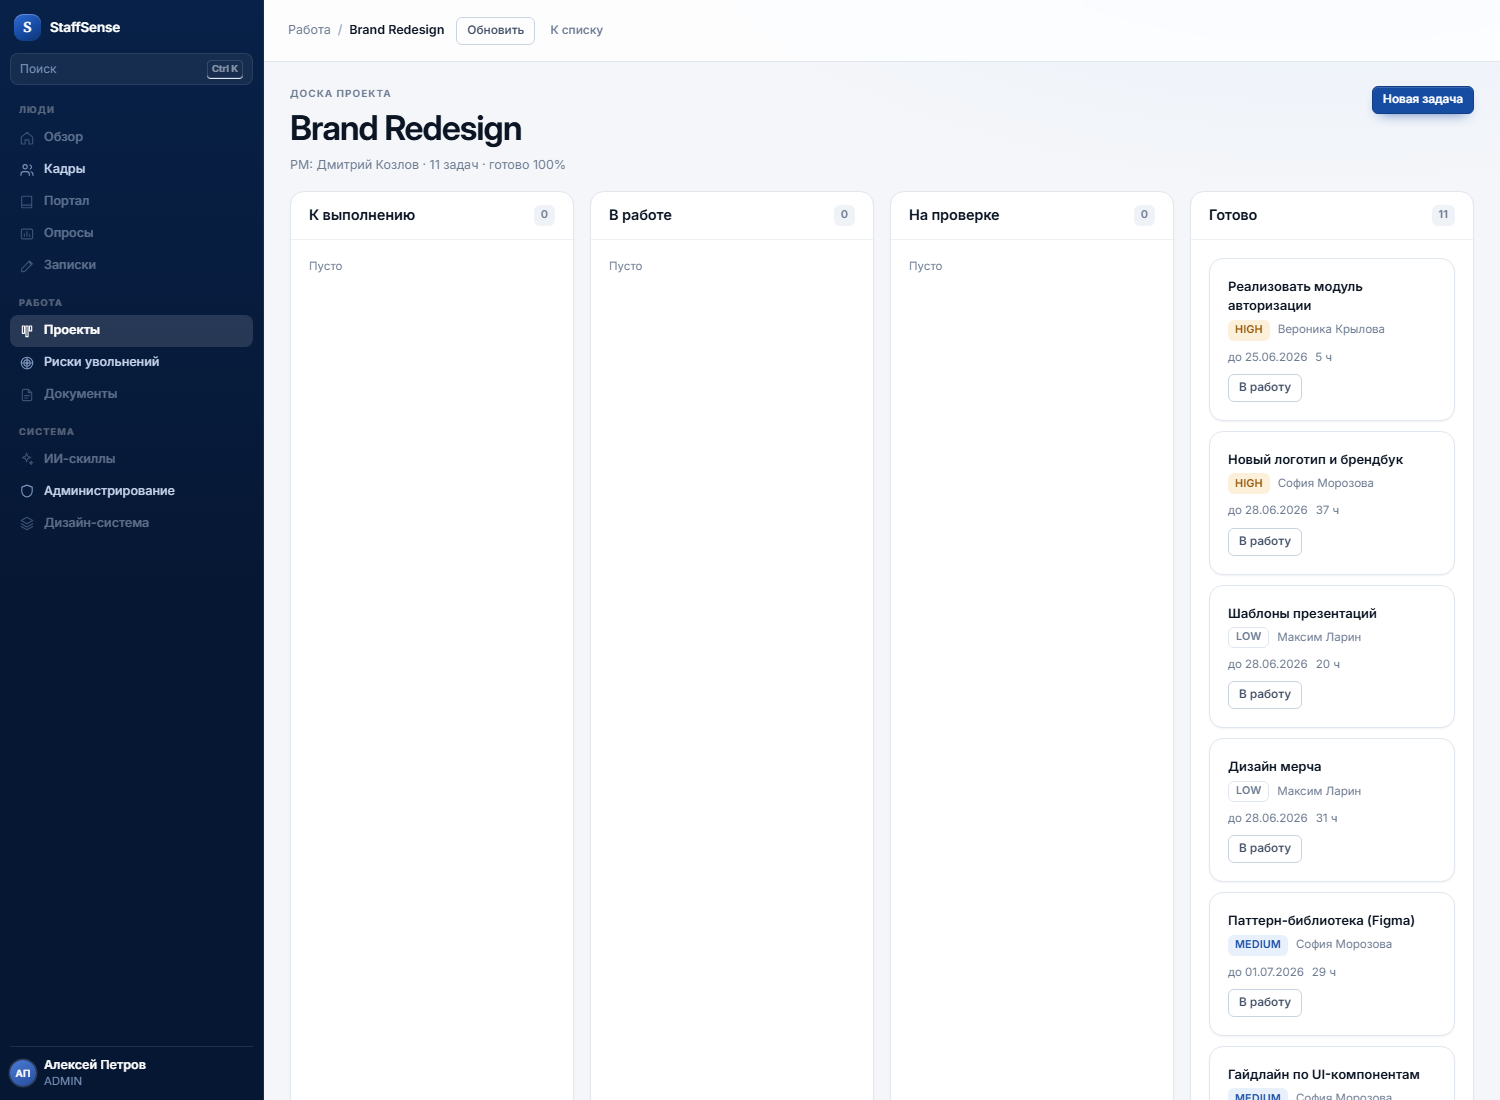 S StaffSense
Поиск Ctrl K
ЛЮДИ
Обзор
Кадры
Портал
Опросы
Записки
РАБОТА
Проекты
Риски увольнений
Документы
СИСТЕМА
ИИ-скиллы
Администрирование
Дизайн-система
АП Алексей Петров
ADMIN
Работа / Brand Redesign Обновить К списку
ДОСКА ПРОЕКТА
Brand Redesign
PM: Дмитрий Козлов · 11 задач · готово 100%
Новая задача
К выполнению 0
Пусто
В работе 0
Пусто
На проверке 0
Пусто
Готово 11
Реализовать модуль
авторизации
HIGH Вероника Крылова
до 25.06.2026 5 ч
В работу
Новый логотип и брендбук
HIGH София Морозова
до 28.06.2026 37 ч
В работу
Шаблоны презентаций
LOW Максим Ларин
до 28.06.2026 20 ч
В работу
Дизайн мерча
LOW Максим Ларин
до 28.06.2026 31 ч
В работу
Паттерн-библиотека (Figma)
MEDIUM София Морозова
до 01.07.2026 29 ч
В работу
Гайдлайн по UI-компонентам
MEDIUM София Морозова